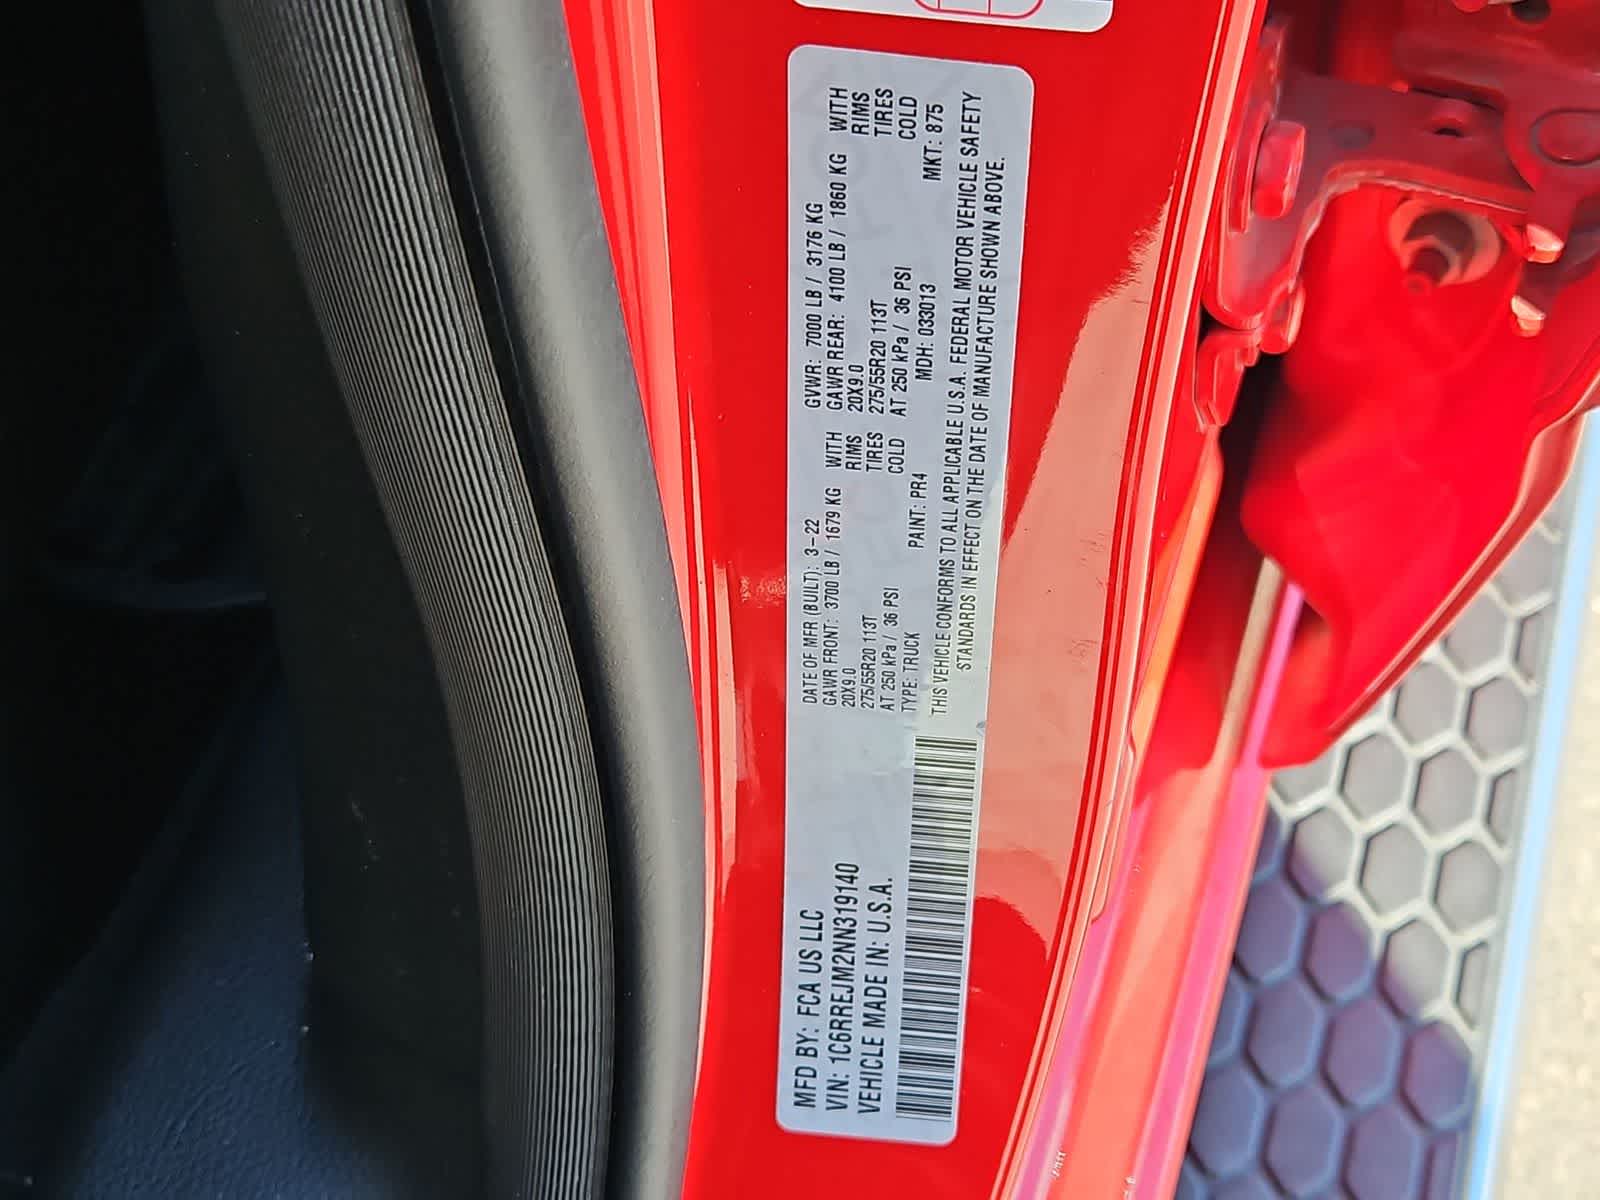 MFD BY: FCA US LLC
VIN: 1C6RREJM2NN319140
VEHICLE MADE IN: U.S.A.
DATE OF MFR (BUILT): 3-22 GVWR: 7000 LB / 3176 KG
GAWR FRONT: 3700 LB / 1679 KG WITH GAWR REAR: 4100 LB / 1860 KG WITH
20X9.0 RIMS 20X9.0 RIMS
275/55R20 113T TIRES 275/55R20 113T TIRES
AT 250 kPa / 36 PSI COLD AT 250 kPa / 36 PSI COLD
TYPE: TRUCK PAINT: PR4 MDH: 033013 MKT: 875
THIS VEHICLE CONFORMS TO ALL APPLICABLE U.S.A. FEDERAL MOTOR VEHICLE SAFETY
STANDARDS IN EFFECT ON THE DATE OF MANUFACTURE SHOWN ABOVE.